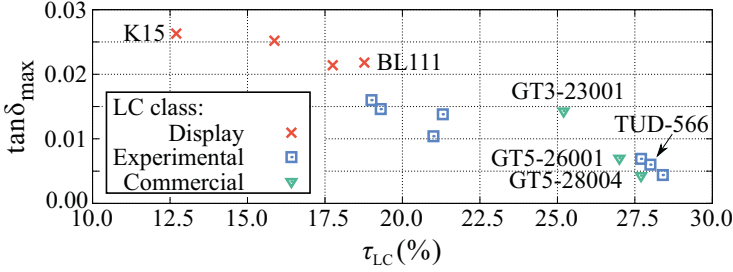 0.03
0.02
0.01
0.00
tanδmax
K15
BL111
GT3-23001
TUD-566
GT5-26001
GT5-28004
LC class:
Display
Experimental
Commercial
10.0 12.5 15.0 17.5 20.0 22.5 25.0 27.5 30.0
τLC(%)